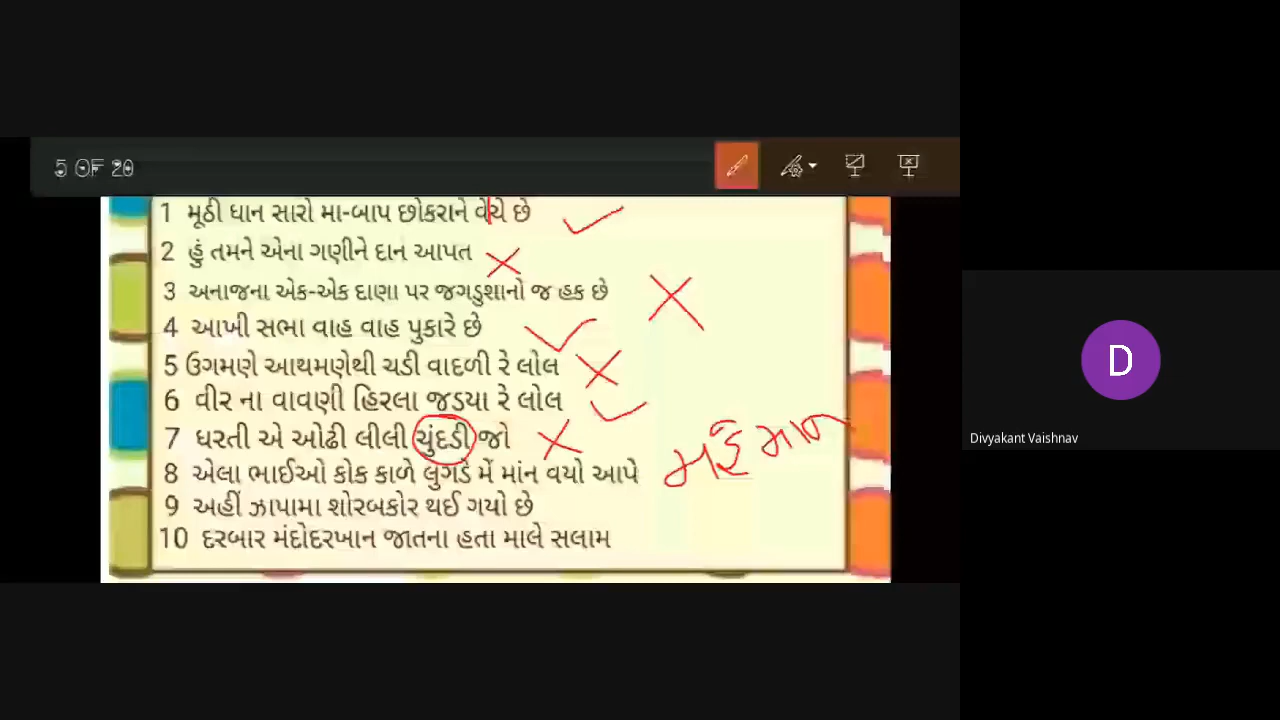 5 OF 20
1 મૂઠી ધાન સારો મા-બાપ છોકરાને વેચે છે
2 હું તમને એના ગણીને દાન આપત
3 અનાજના એક-એક દાણા પર જગડુશાનો જ હક છે
4 આખી સભા વાહ વાહ પુકારે છે
5 ઉગમણે આથમણેથી ચડી વાદળી રે લોલ
6 વીર ના વાવણી હિરલા જડયા રે લોલ
7 ધરતી એ ઓઢી લીલી ચુંદડી જો
8 એલા ભાઈઓ કોક કાળે લુગડે મેં માંન વયો આપે
મહેમાન
9 અહીં ઝાપામા શોરબકોર થઈ ગયો છે
10 દરબાર મંદોદરખાન જાતના હતા માલે સલામ
D
Divyakant Vaishnav